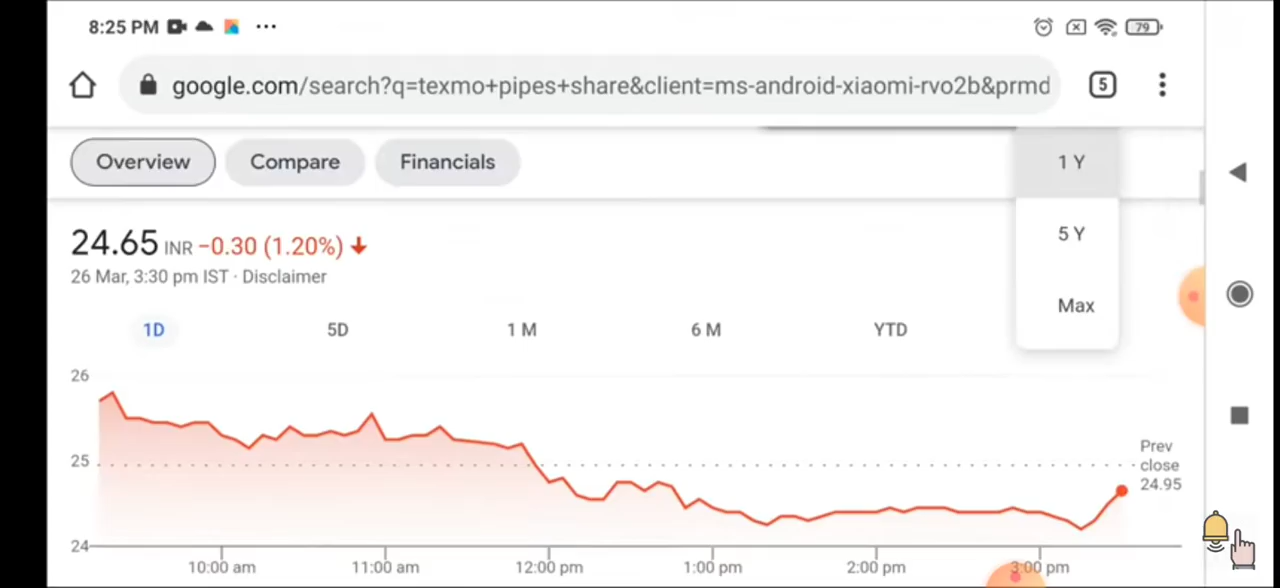 8:25 PM ...
79
google.com/search?q=texmo+pipes+share&client=ms-android-xiaomi-rvo2b&prmd
5
Overview Compare Financials
1 Y
5 Y
Max
24.65 INR −0.30 (1.20%)
26 Mar, 3:30 pm IST · Disclaimer
1D 5D 1 M 6 M YTD
26
25
24
Prev
close
24.95
10:00 am 11:00 am 12:00 pm 1:00 pm 2:00 pm 3:00 pm